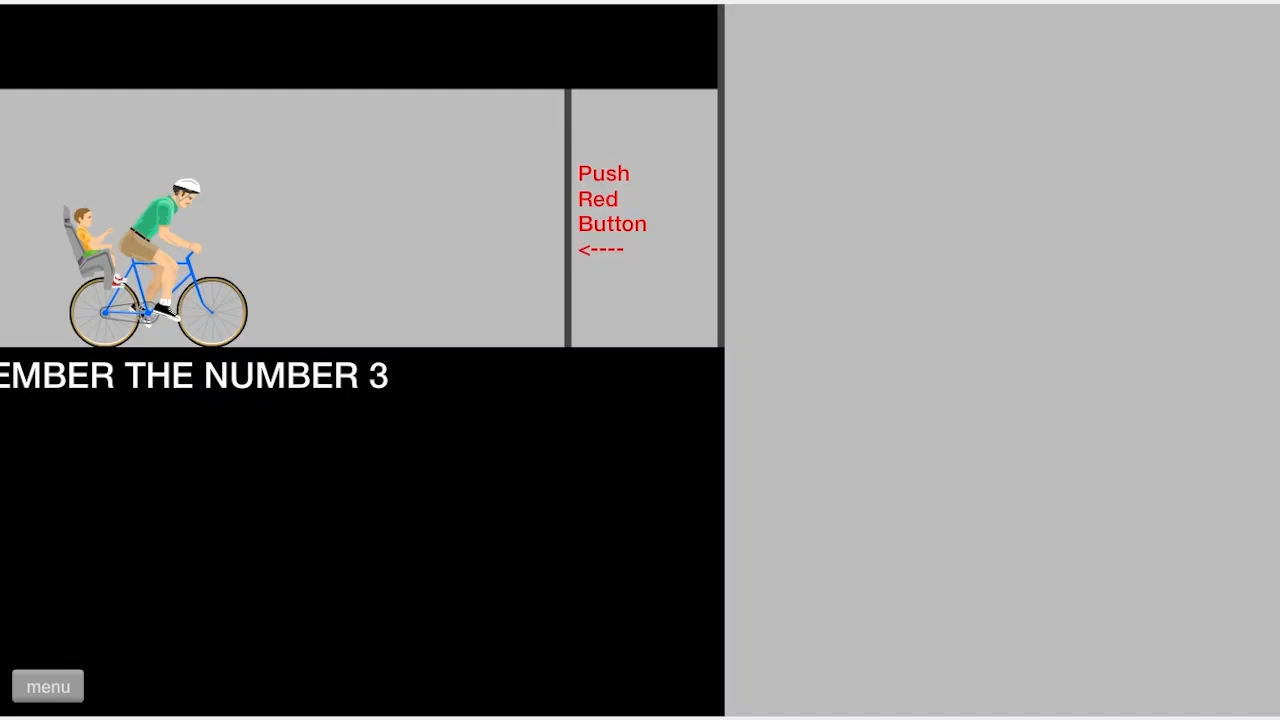 Push
Red
Button
<----
EMBER THE NUMBER 3
menu